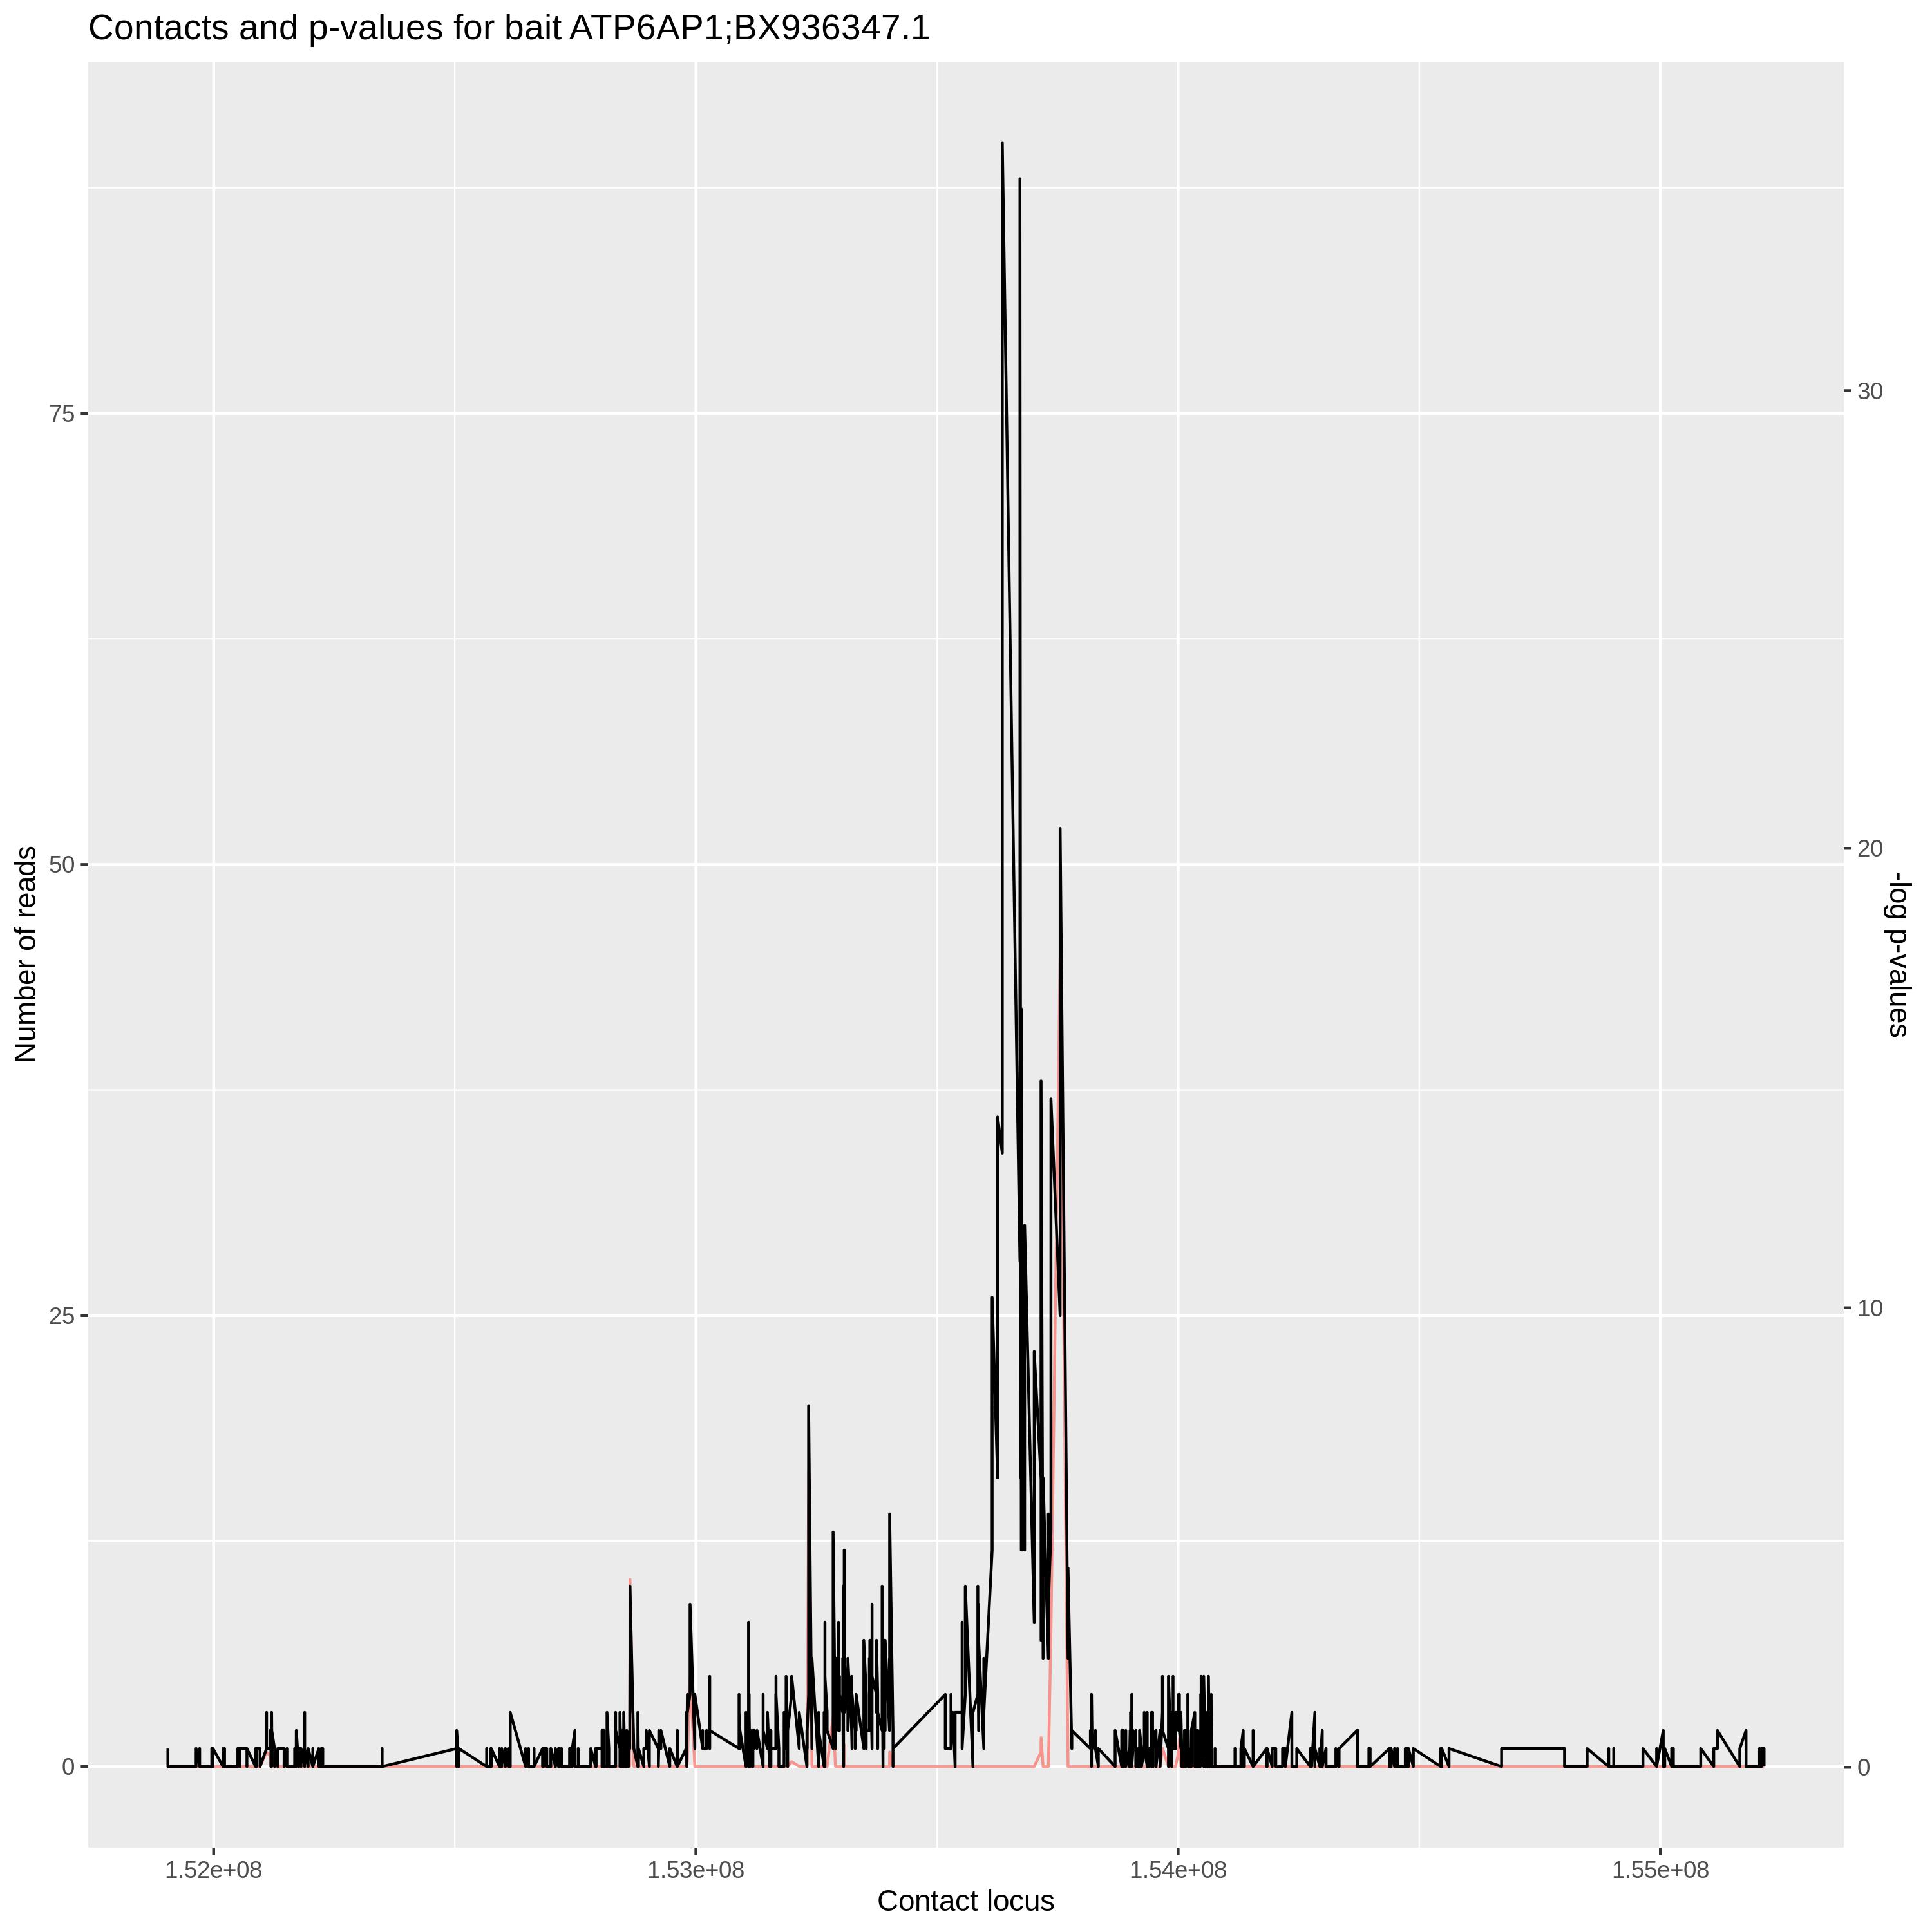 Contacts and p-values for bait ATP6AP1;BX936347.1
75
50
25
0
Number of reads
30
20
10
0
-log p-values
1.52e+08
1.53e+08
1.54e+08
1.55e+08
Contact locus